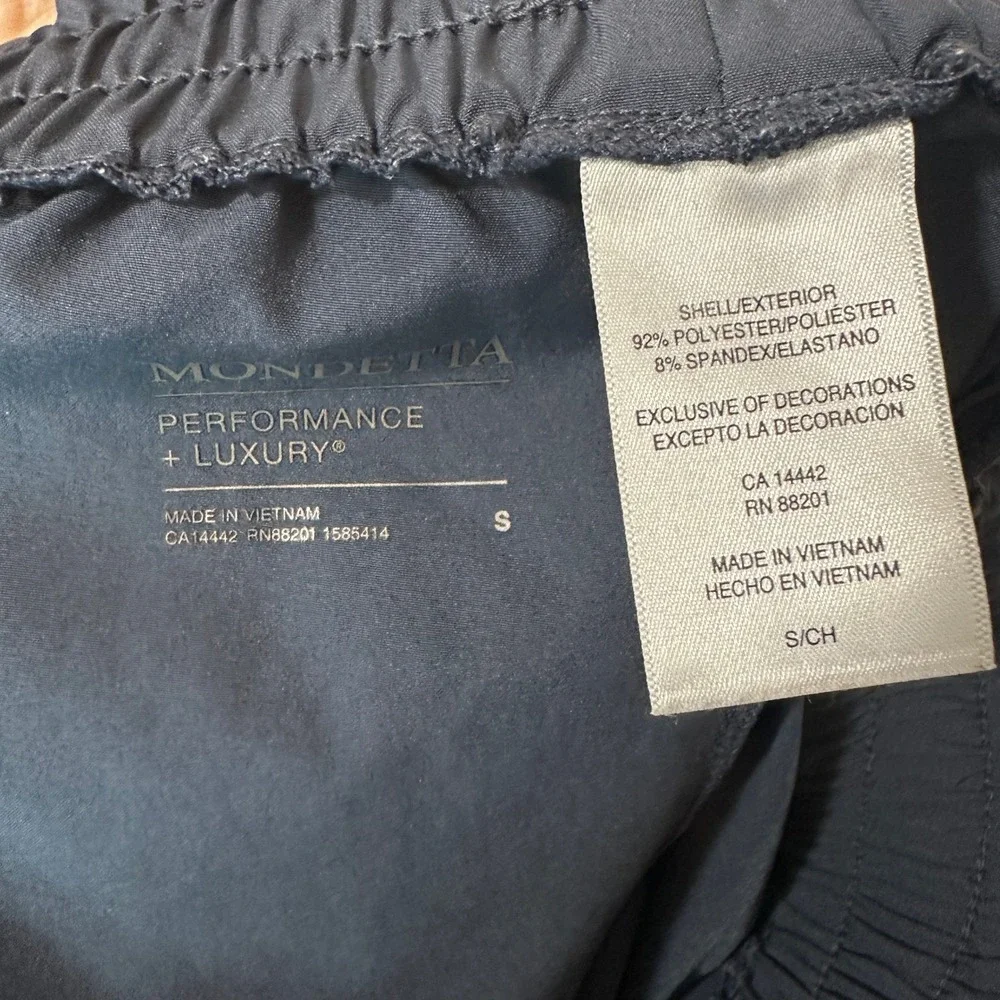 MONDETTA
PERFORMANCE
+ LUXURY®
MADE IN VIETNAM
CA14442 RN88201 1585414
S
SHELL/EXTERIOR
92% POLYESTER/POLIÉSTER
8% SPANDEX/ELASTANO
EXCLUSIVE OF DECORATIONS
EXCEPTO LA DECORACIÓN
CA 14442
RN 88201
MADE IN VIETNAM
HECHO EN VIETNAM
S/CH